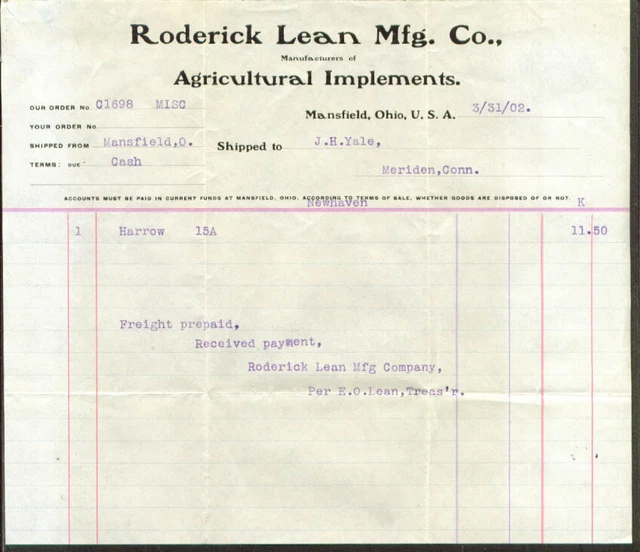 Roderick Lean Mfg. Co.,
Manufacturers of
Agricultural Implements.
OUR ORDER No. C1698 MISC
Mansfield, Ohio, U. S. A. 3/31/02.
YOUR ORDER No.
SHIPPED FROM Mansfield,O. Shipped to J.H.Yale,
TERMS: DUE Cash Meriden,Conn.
ACCOUNTS MUST BE PAID IN CURRENT FUNDS AT MANSFIELD, OHIO, ACCORDING TO TERMS OF SALE, WHETHER GOODS ARE DISPOSED OF OR NOT.
Newhaven K
1 Harrow 15A 11.50
Freight prepaid,
Received payment,
Roderick Lean Mfg Company,
Per E.O.Lean,Treas'r.